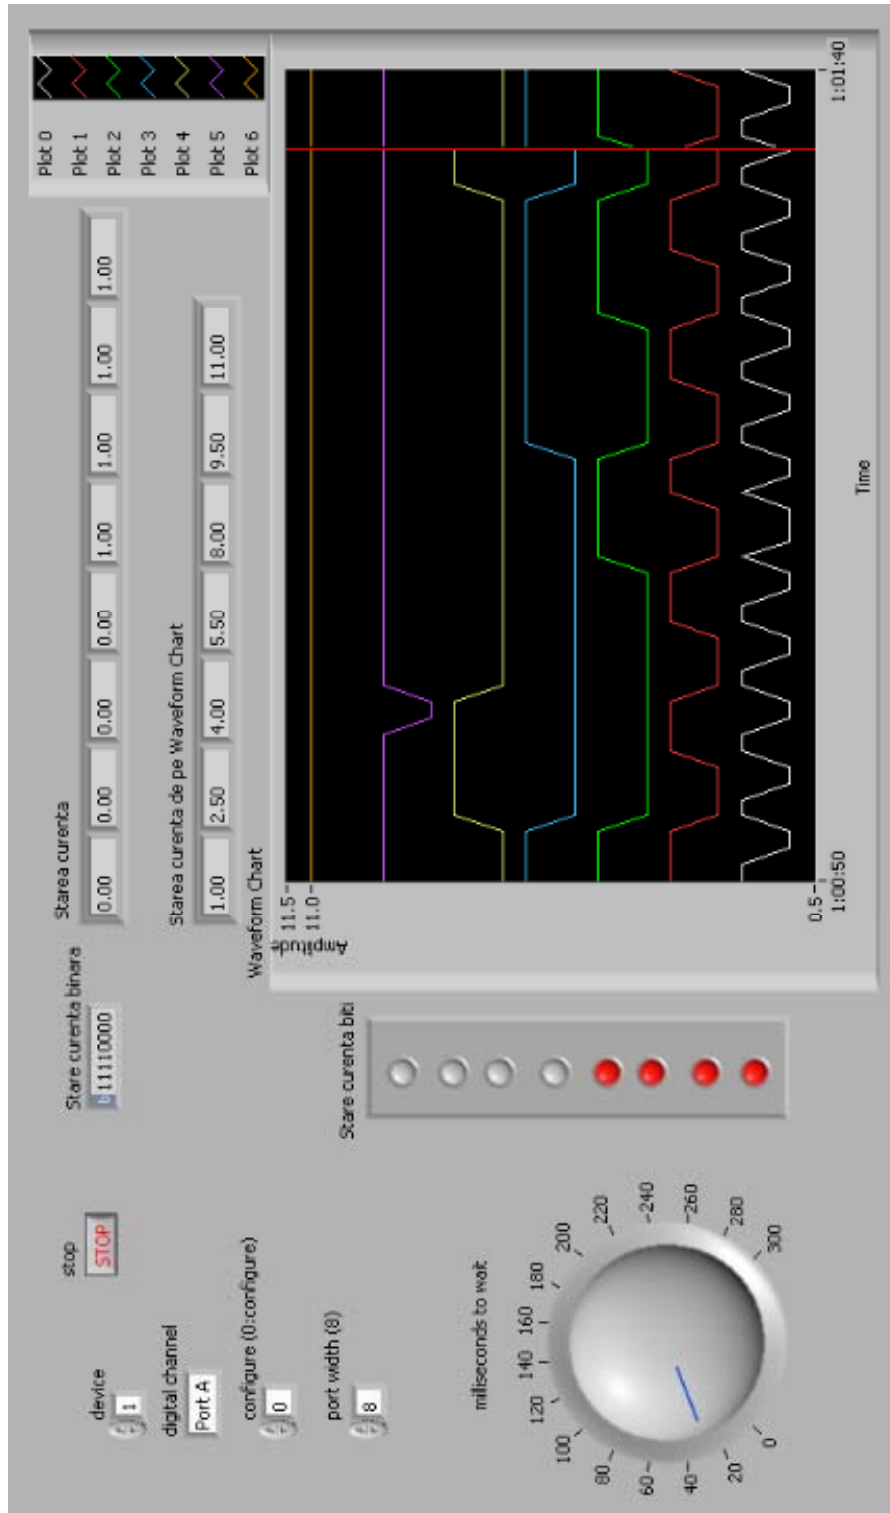 device
1
digital channel
Port A
configure (0:configure)
0
port width (8)
8
stop
STOP
miliseconds to wait
0
20
40
60
80
100
120
140
160
180
200
220
240
260
280
300
Stare curenta binara
b 11110000
Stare curenta biti
Starea curenta
0.00 0.00 0.00 0.00 1.00 1.00 1.00 1.00
Starea curenta de pe Waveform Chart
1.00 2.50 4.00 5.50 8.00 9.50 11.00
Waveform Chart
Plot 0
Plot 1
Plot 2
Plot 3
Plot 4
Plot 5
Plot 6
Amplitude
11.5
11.0
0.5
1:00:50 1:01:40
Time